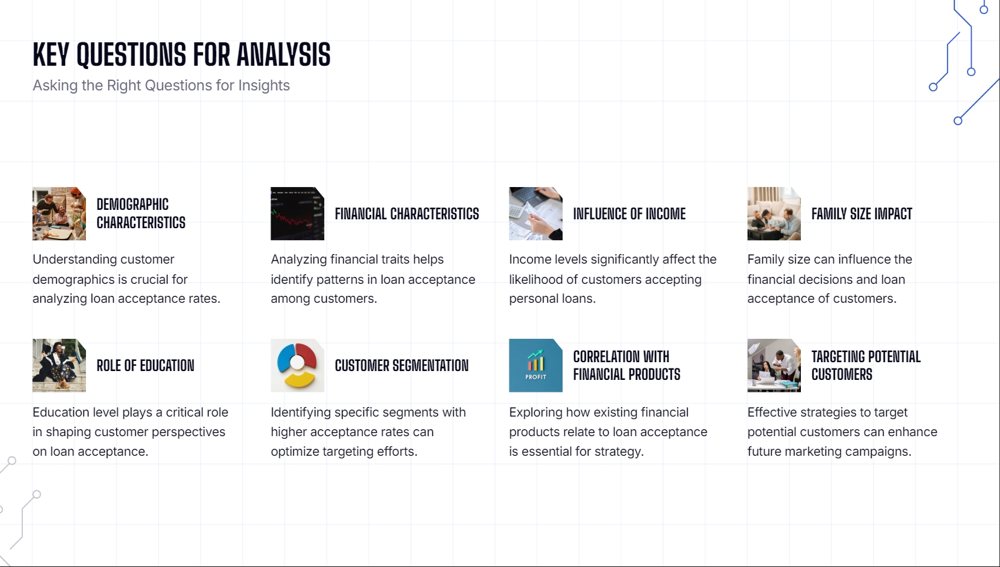 KEY QUESTIONS FOR ANALYSIS
Asking the Right Questions for Insights
DEMOGRAPHIC
CHARACTERISTICS
Understanding customer
demographics is crucial for
analyzing loan acceptance rates.
FINANCIAL CHARACTERISTICS
Analyzing financial traits helps
identify patterns in loan acceptance
among customers.
INFLUENCE OF INCOME
Income levels significantly affect the
likelihood of customers accepting
personal loans.
FAMILY SIZE IMPACT
Family size can influence the
financial decisions and loan
acceptance of customers.
ROLE OF EDUCATION
Education level plays a critical role
in shaping customer perspectives
on loan acceptance.
CUSTOMER SEGMENTATION
Identifying specific segments with
higher acceptance rates can
optimize targeting efforts.
PROFIT
CORRELATION WITH
FINANCIAL PRODUCTS
Exploring how existing financial
products relate to loan acceptance
is essential for strategy.
TARGETING POTENTIAL
CUSTOMERS
Effective strategies to target
potential customers can enhance
future marketing campaigns.